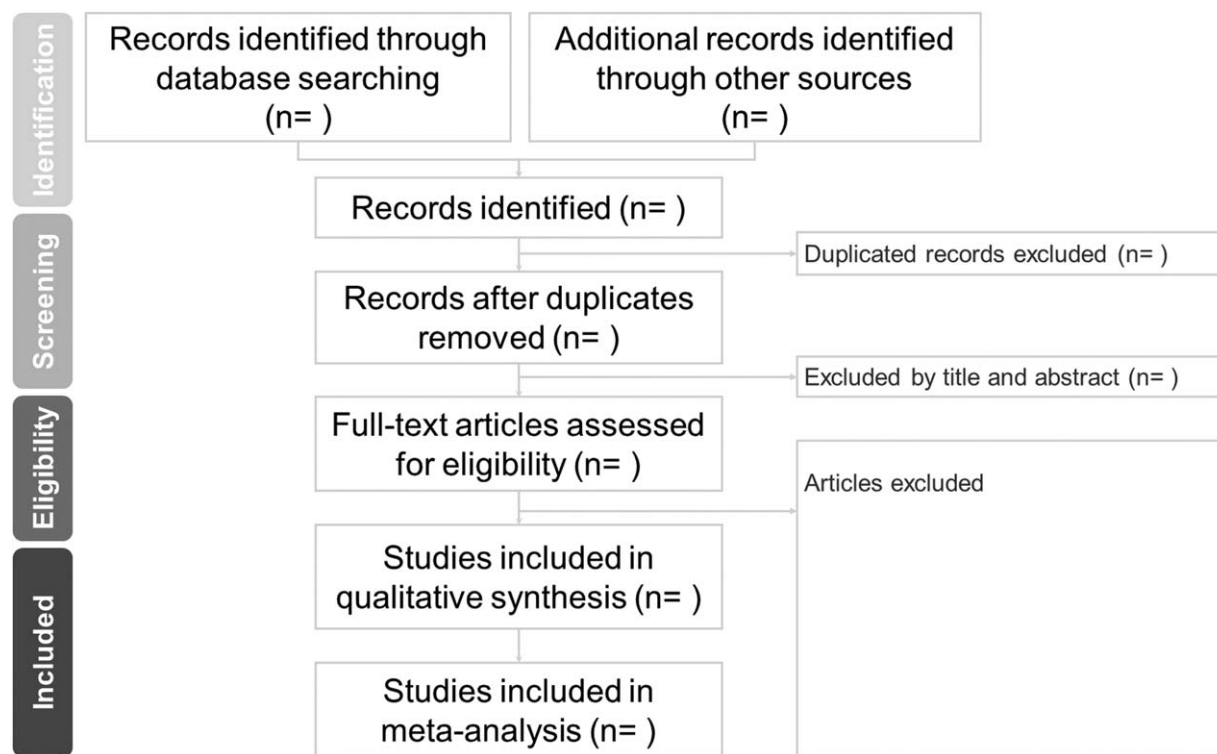 Identification
Records identified through
database searching
(n= )
Additional records identified
through other sources
(n= )
Records identified (n= )
Screening
Duplicated records excluded (n= )
Records after duplicates
removed (n= )
Excluded by title and abstract (n= )
Eligibility
Full-text articles assessed
for eligibility (n= )
Articles excluded
Included
Studies included in
qualitative synthesis (n= )
Studies included in
meta-analysis (n= )